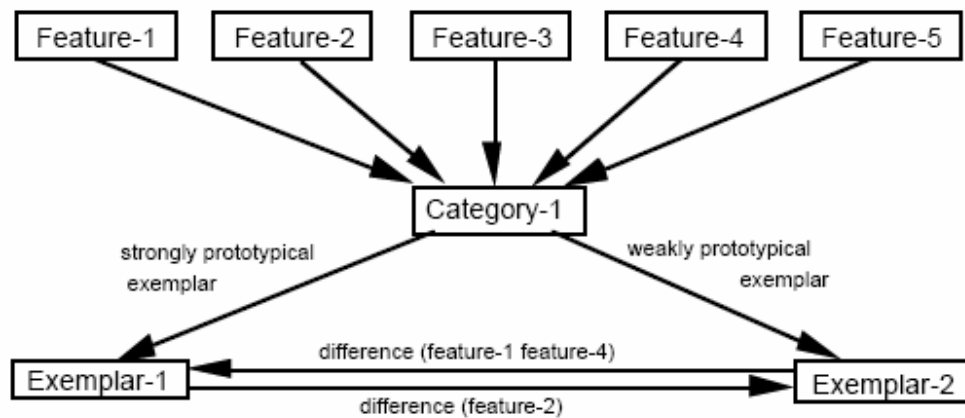 Feature-1
Feature-2
Feature-3
Feature-4
Feature-5
Category-1
strongly prototypical
exemplar
weakly prototypical
exemplar
difference (feature-1 feature-4)
Exemplar-1
Exemplar-2
difference (feature-2)